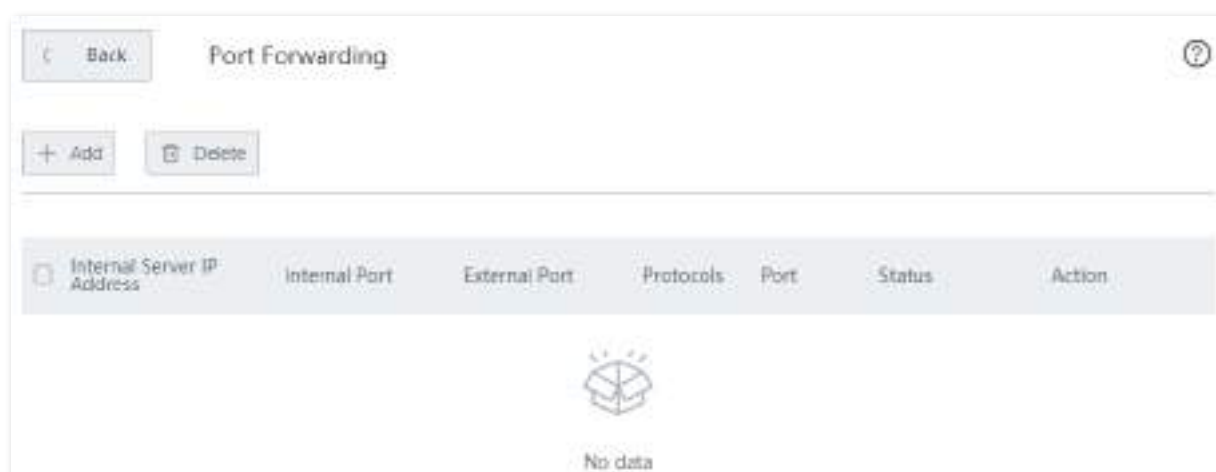 Back
Port Forwarding
Add
Delete
Internal Server IP
Address
Internal Port
External Port
Protocols
Port
Status
Action
No data